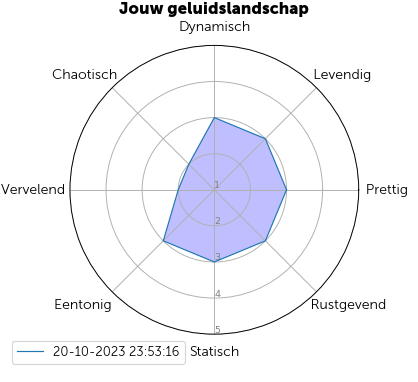 Jouw geluidslandschap
Dynamisch
Chaotisch
Levendig
Vervelend
1
2
3
4
5
Prettig
Eentonig
Rustgevend
20-10-2023 23:53:16
Statisch